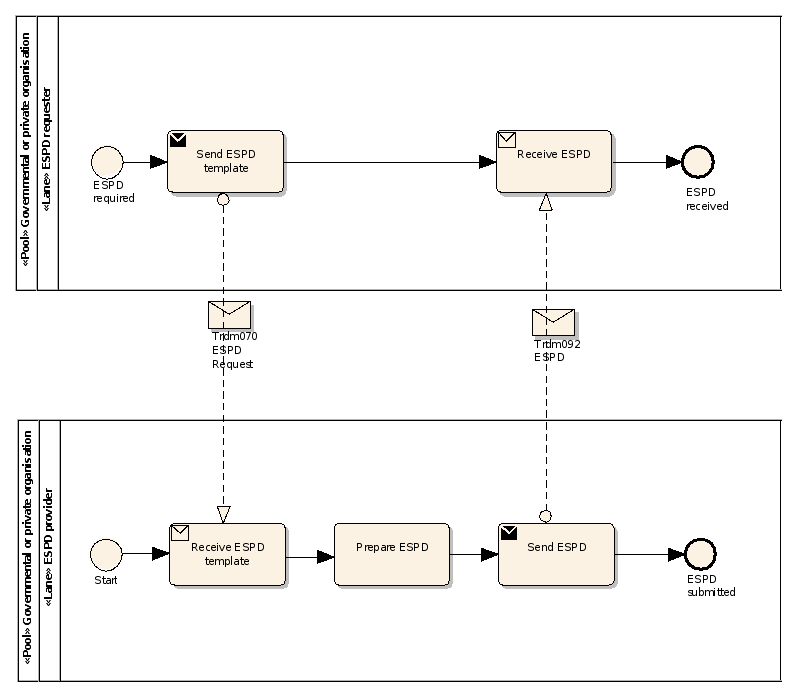 «Pool» Governmental or private organisation
«Lane» ESPD requester
ESPD
required
Send ESPD
template
Receive ESPD
ESPD
received
Trdm070
ESPD
Request
Trdm092
ESPD
«Pool» Governmental or private organisation
«Lane» ESPD provider
Start
Receive ESPD
template
Prepare ESPD
Send ESPD
ESPD
submitted